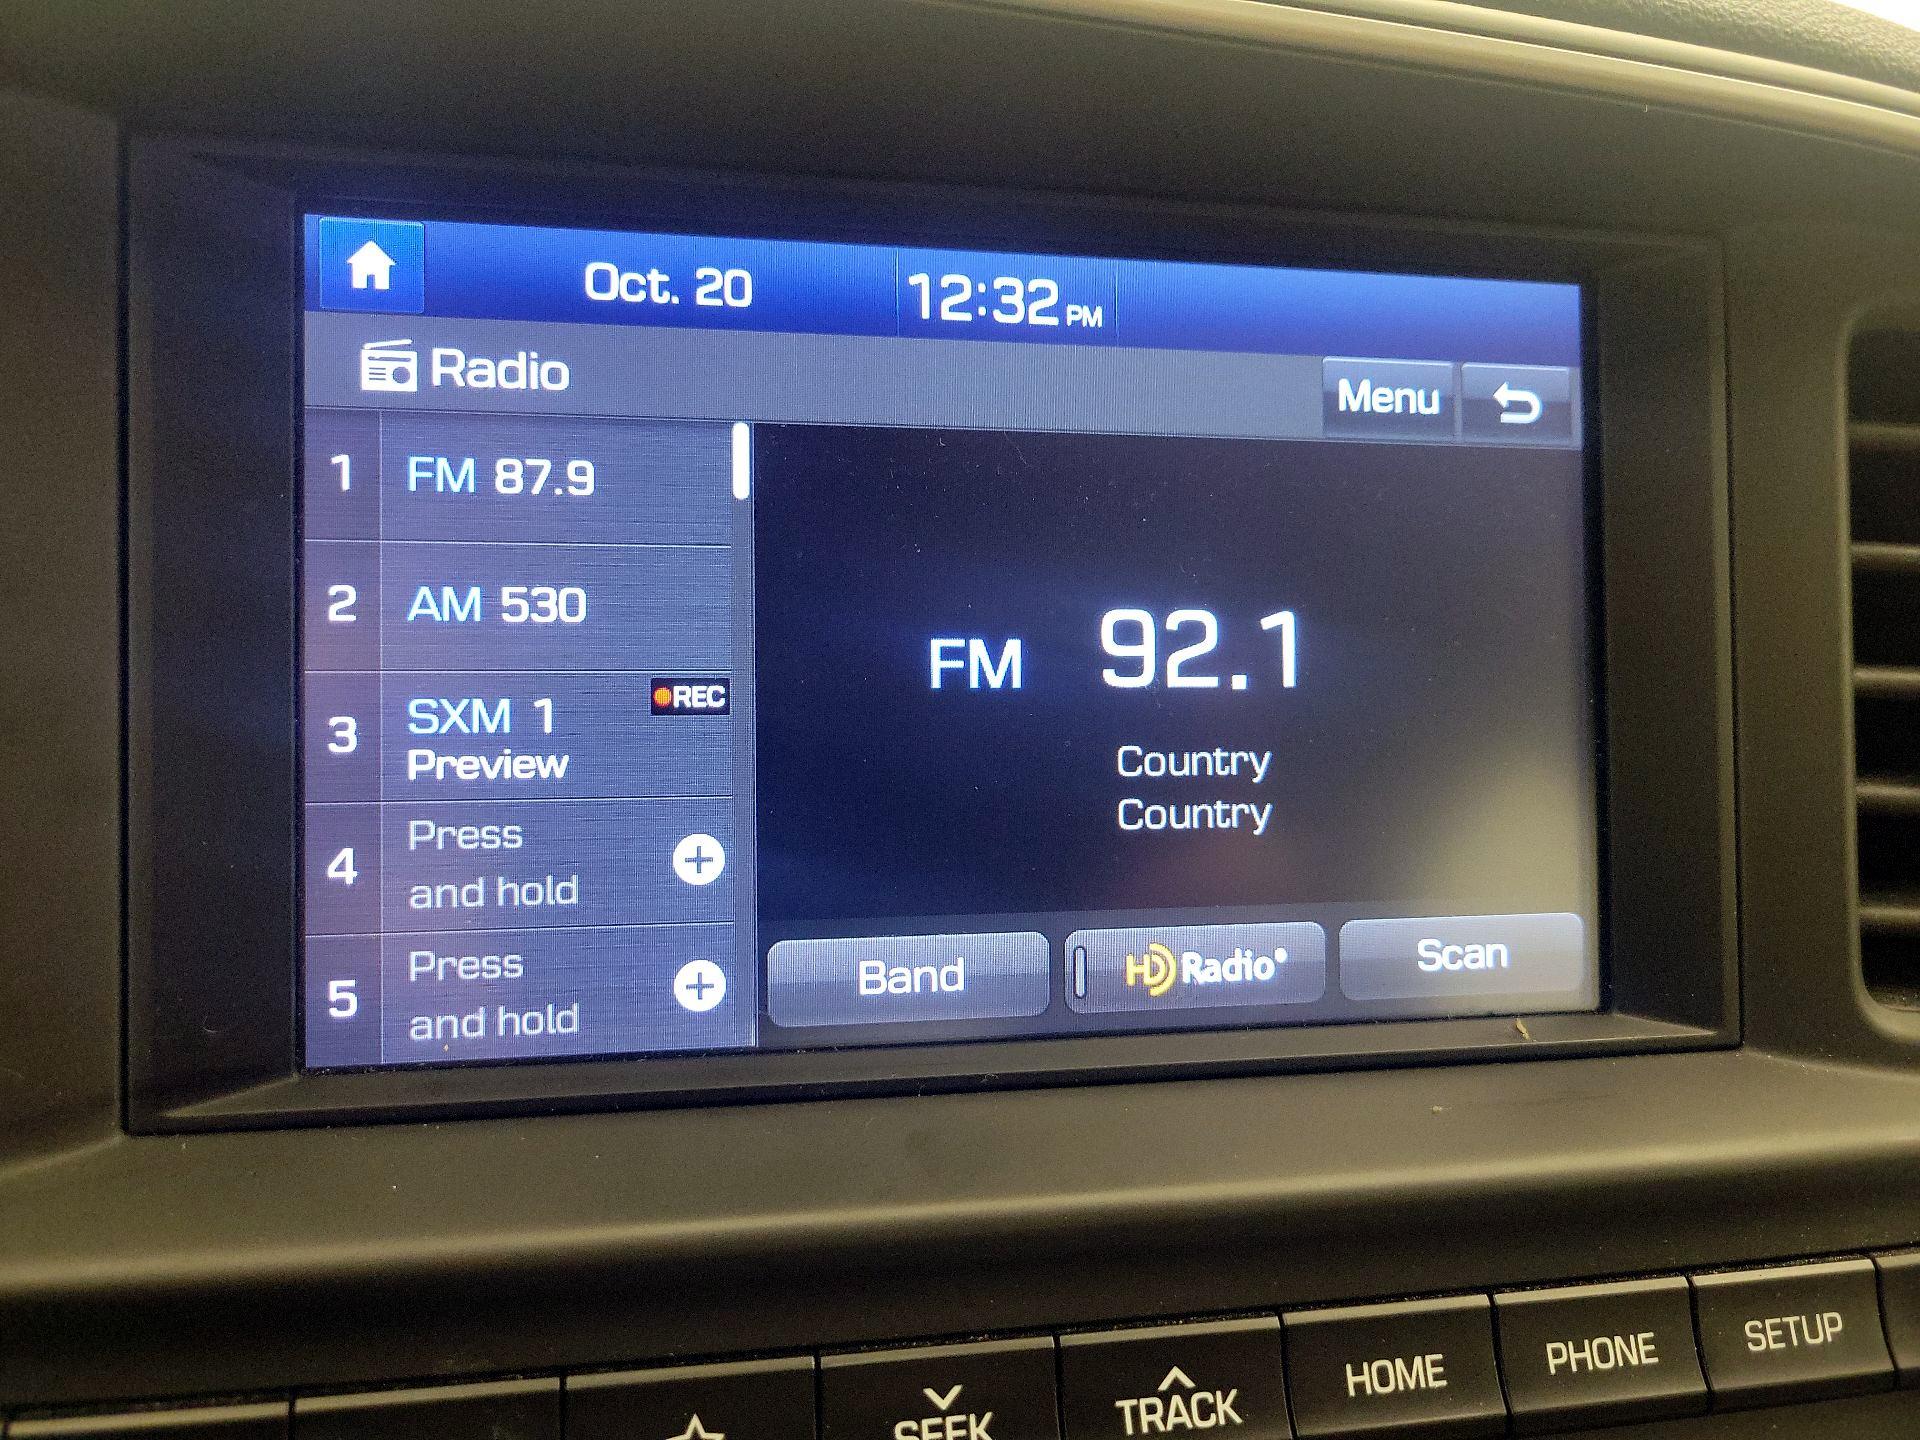 Oct. 20
12:32 PM
Radio
Menu
1 FM 87.9
2 AM 530
3 SXM 1
REC
Preview
4 Press
and hold
5 Press
and hold
FM 92.1
Country
Country
Band
HD Radio
Scan
SEEK
TRACK
HOME
PHONE
SETUP